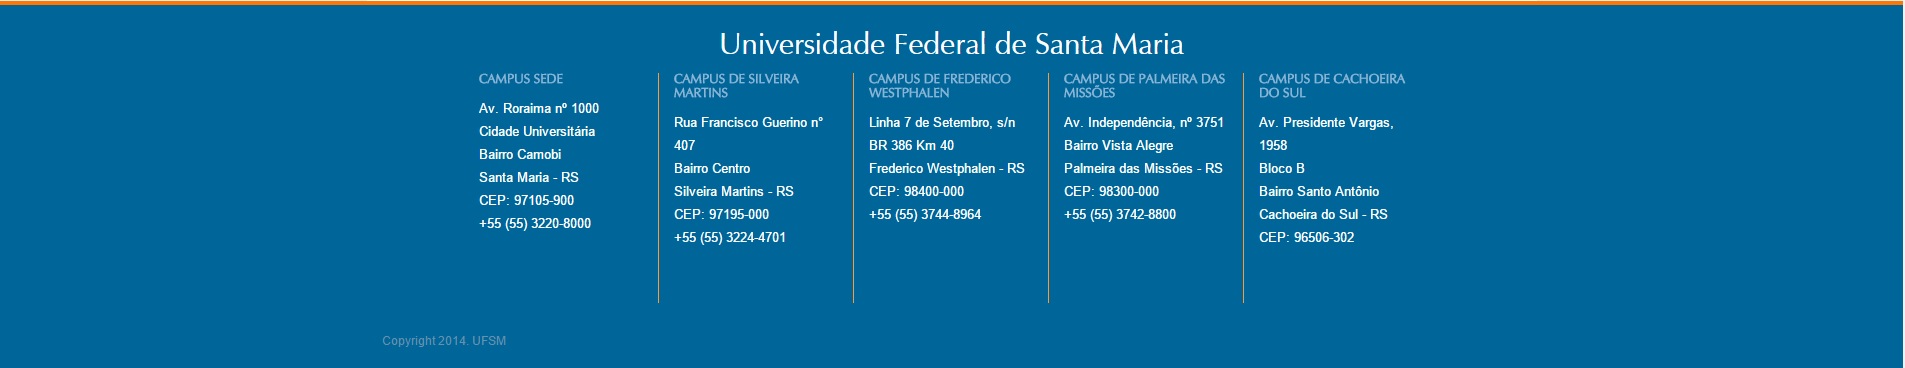 Universidade Federal de Santa Maria
CAMPUS SEDE
Av. Roraima nº 1000
Cidade Universitária
Bairro Camobi
Santa Maria - RS
CEP: 97105-900
+55 (55) 3220-8000
CAMPUS DE SILVEIRA
MARTINS
Rua Francisco Guerino n°
407
Bairro Centro
Silveira Martins - RS
CEP: 97195-000
+55 (55) 3224-4701
CAMPUS DE FREDERICO
WESTPHALEN
Linha 7 de Setembro, s/n
BR 386 Km 40
Frederico Westphalen - RS
CEP: 98400-000
+55 (55) 3744-8964
CAMPUS DE PALMEIRA DAS
MISSÕES
Av. Independência, nº 3751
Bairro Vista Alegre
Palmeira das Missões - RS
CEP: 98300-000
+55 (55) 3742-8800
CAMPUS DE CACHOEIRA
DO SUL
Av. Presidente Vargas,
1958
Bloco B
Bairro Santo Antônio
Cachoeira do Sul - RS
CEP: 96506-302
Copyright 2014. UFSM